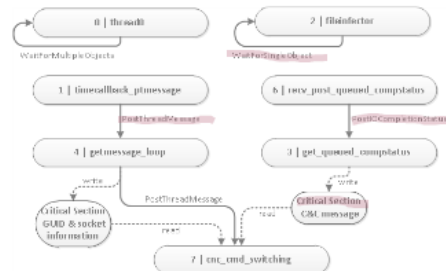 0 | thread0
2 | fileinfector
WaitForMultipleObjects
WaitForSingleObject
1 | timecallback_ptmessage
6 | recv_post_queued_compstatus
PostThreadMessage
PostIOCompletionStatus
4 | getmessage_loop
3 | get_queued_compstatus
write
write
PostThreadMessage
Critical Section
GUID & socket
information
Critical Section
C&C message
read
read
7 | cnc_cmd_switching